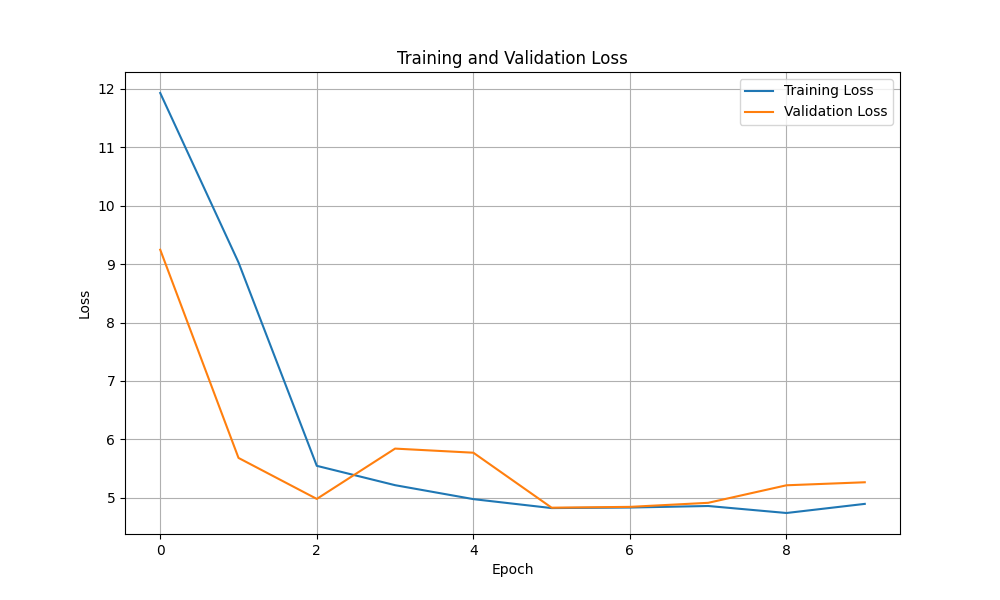 Training and Validation Loss
Training Loss
Validation Loss
12
11
10
9
8
7
6
5
Loss
0 2 4 6 8
Epoch